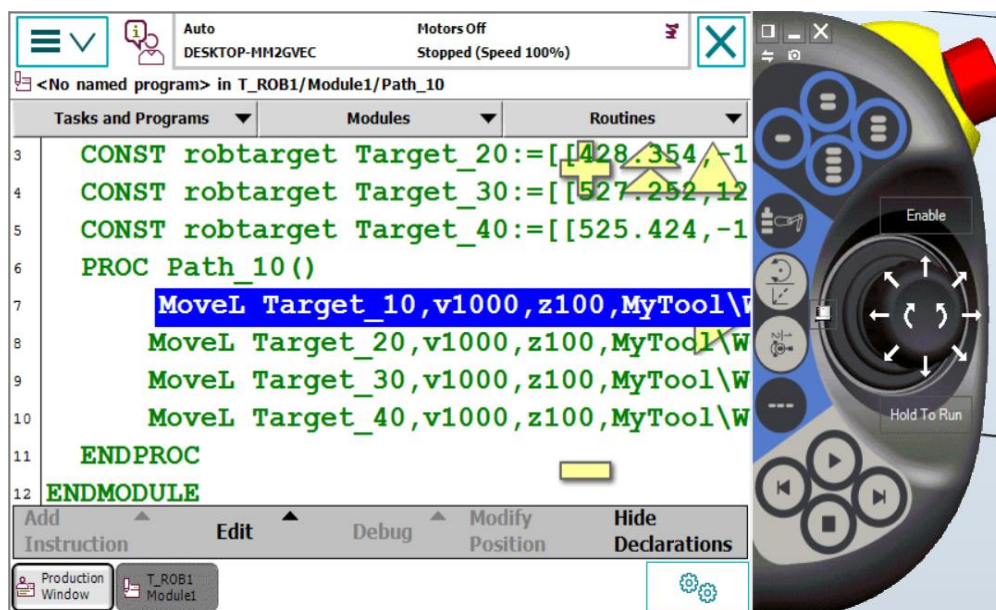 Auto
DESKTOP-MM2GVEC
Motors Off
Stopped (Speed 100%)
<No named program> in T_ROB1/Module1/Path_10
Tasks and Programs
Modules
Routines
3 CONST robtarget Target_20:=[[428.354,-1
4 CONST robtarget Target_30:=[[527.252,12
5 CONST robtarget Target_40:=[[525.424,-1
6 PROC Path_10()
7 MoveL Target_10,v1000,z100,MyTool\W
8 MoveL Target_20,v1000,z100,MyTool\W
9 MoveL Target_30,v1000,z100,MyTool\W
10 MoveL Target_40,v1000,z100,MyTool\W
11 ENDPROC
12 ENDMODULE
Add Instruction
Edit
Debug
Modify Position
Hide Declarations
Production Window
T_ROB1 Module1
Enable
Hold To Run